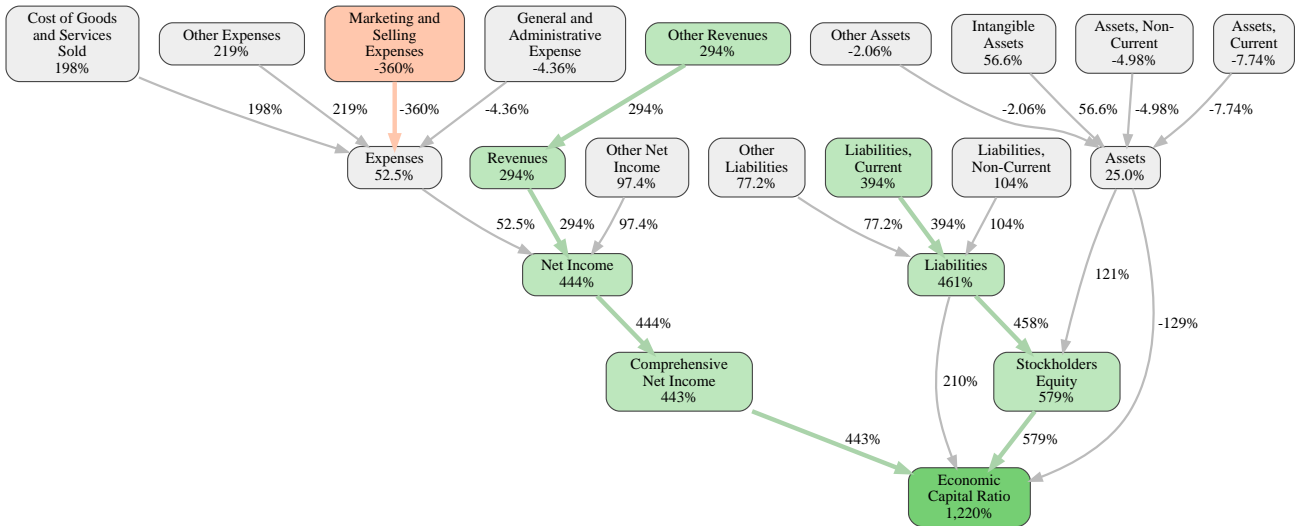 Cost of Goods
and Services
Sold
198%
Other Expenses
219%
Marketing and
Selling
Expenses
-360%
General and
Administrative
Expense
-4.36%
Other Revenues
294%
Other Assets
-2.06%
Intangible
Assets
56.6%
Assets, Non-
Current
-4.98%
Assets,
Current
-7.74%
198%
219%
-360%
-4.36%
294%
-2.06%
56.6%
-4.98%
-7.74%
Expenses
52.5%
Revenues
294%
Other Net
Income
97.4%
Other
Liabilities
77.2%
Liabilities,
Current
394%
Liabilities,
Non-Current
104%
Assets
25.0%
52.5%
294%
97.4%
77.2%
394%
104%
Net Income
444%
Liabilities
461%
121%
-129%
444%
458%
Comprehensive
Net Income
443%
210%
Stockholders
Equity
579%
443%
579%
Economic
Capital Ratio
1,220%